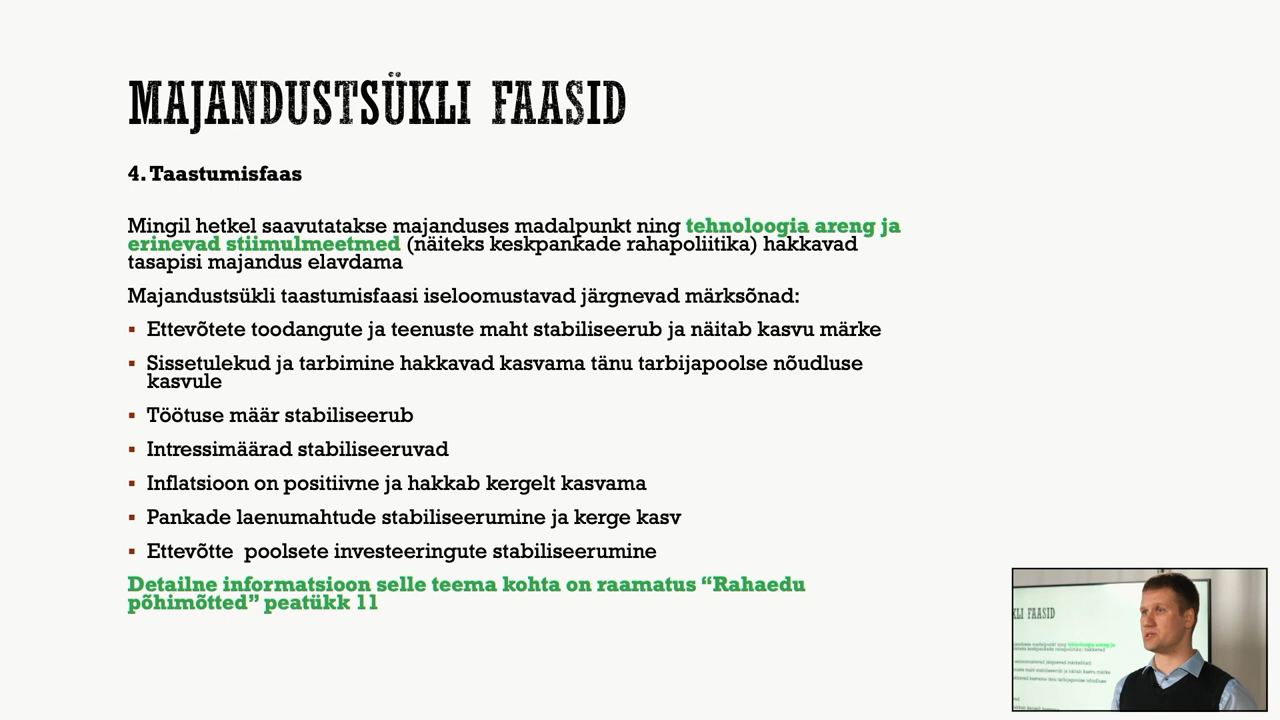 MAJANDUSTSÜKLI FAASID
4. Taastumisfaas
Mingil hetkel saavutatakse majanduses madalpunkt ning tehnoloogia areng ja
erinevad stiimulmeetmed (näiteks keskpankade rahapoliitika) hakkavad
tasapisi majandus elavdama
Majandustsükli taastumisfaasi iseloomustavad järgnevad märksõnad:
▪ Ettevõtete toodangute ja teenuste maht stabiliseerub ja näitab kasvu märke
▪ Sissetulekud ja tarbimine hakkavad kasvama tänu tarbijapoolse nõudluse
kasvule
▪ Töötuse määr stabiliseerub
▪ Intressimäärad stabiliseeruvad
▪ Inflatsioon on positiivne ja hakkab kergelt kasvama
▪ Pankade laenumahtude stabiliseerumine ja kerge kasv
▪ Ettevõtte poolsete investeeringute stabiliseerumine
Detailne informatsioon selle teema kohta on raamatus “Rahaedu
põhimõtted” peatükk 11
KLI FAASID